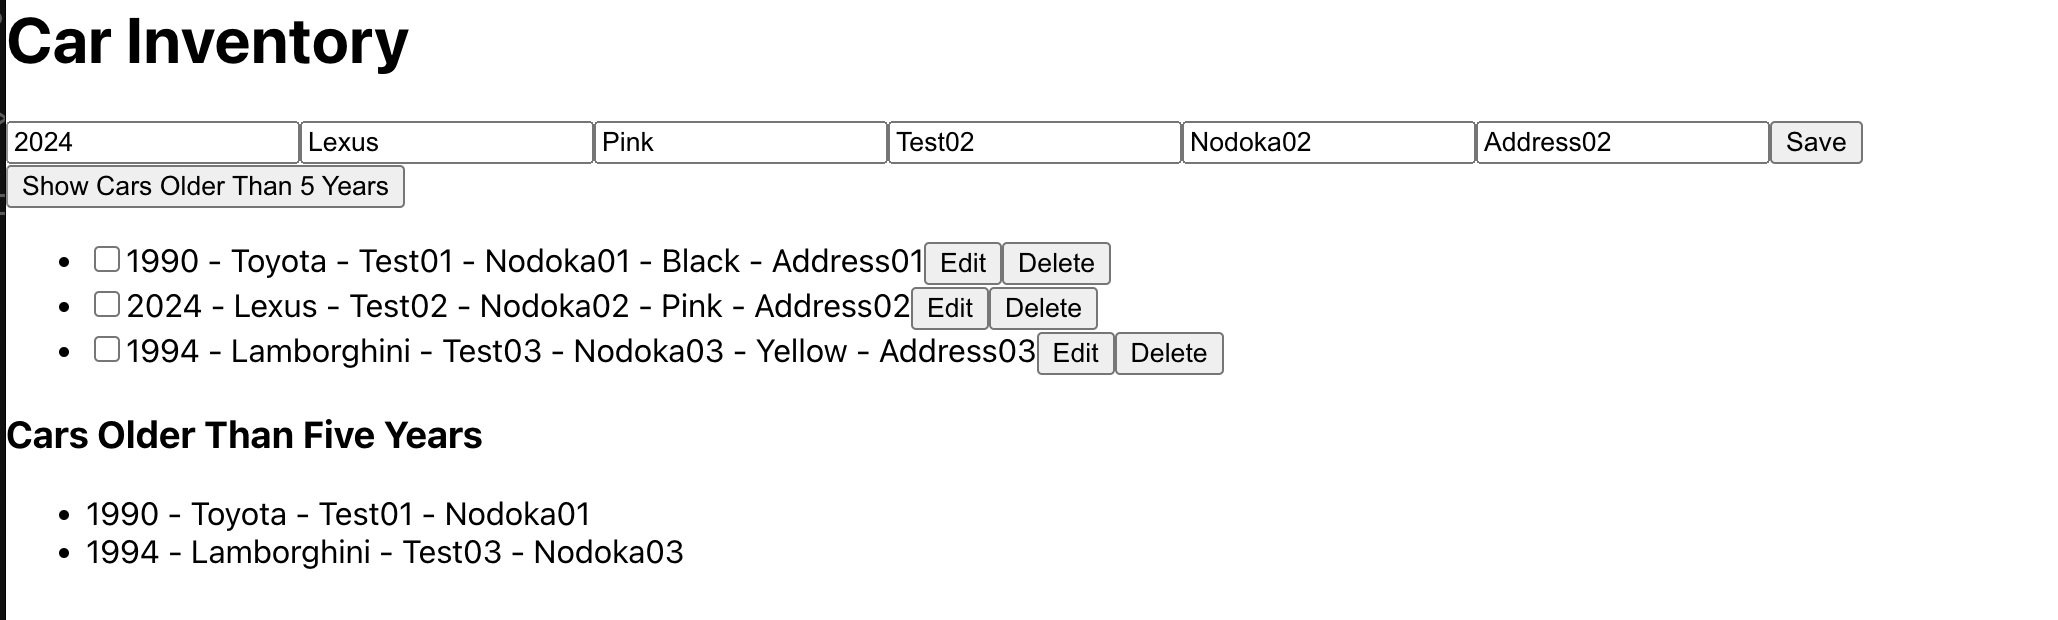 Car Inventory
2024 Lexus Pink Test02 Nodoka02 Address02 Save
Show Cars Older Than 5 Years
1990 - Toyota - Test01 - Nodoka01 - Black - Address01 Edit Delete
2024 - Lexus - Test02 - Nodoka02 - Pink - Address02 Edit Delete
1994 - Lamborghini - Test03 - Nodoka03 - Yellow - Address03 Edit Delete
Cars Older Than Five Years
1990 - Toyota - Test01 - Nodoka01
1994 - Lamborghini - Test03 - Nodoka03